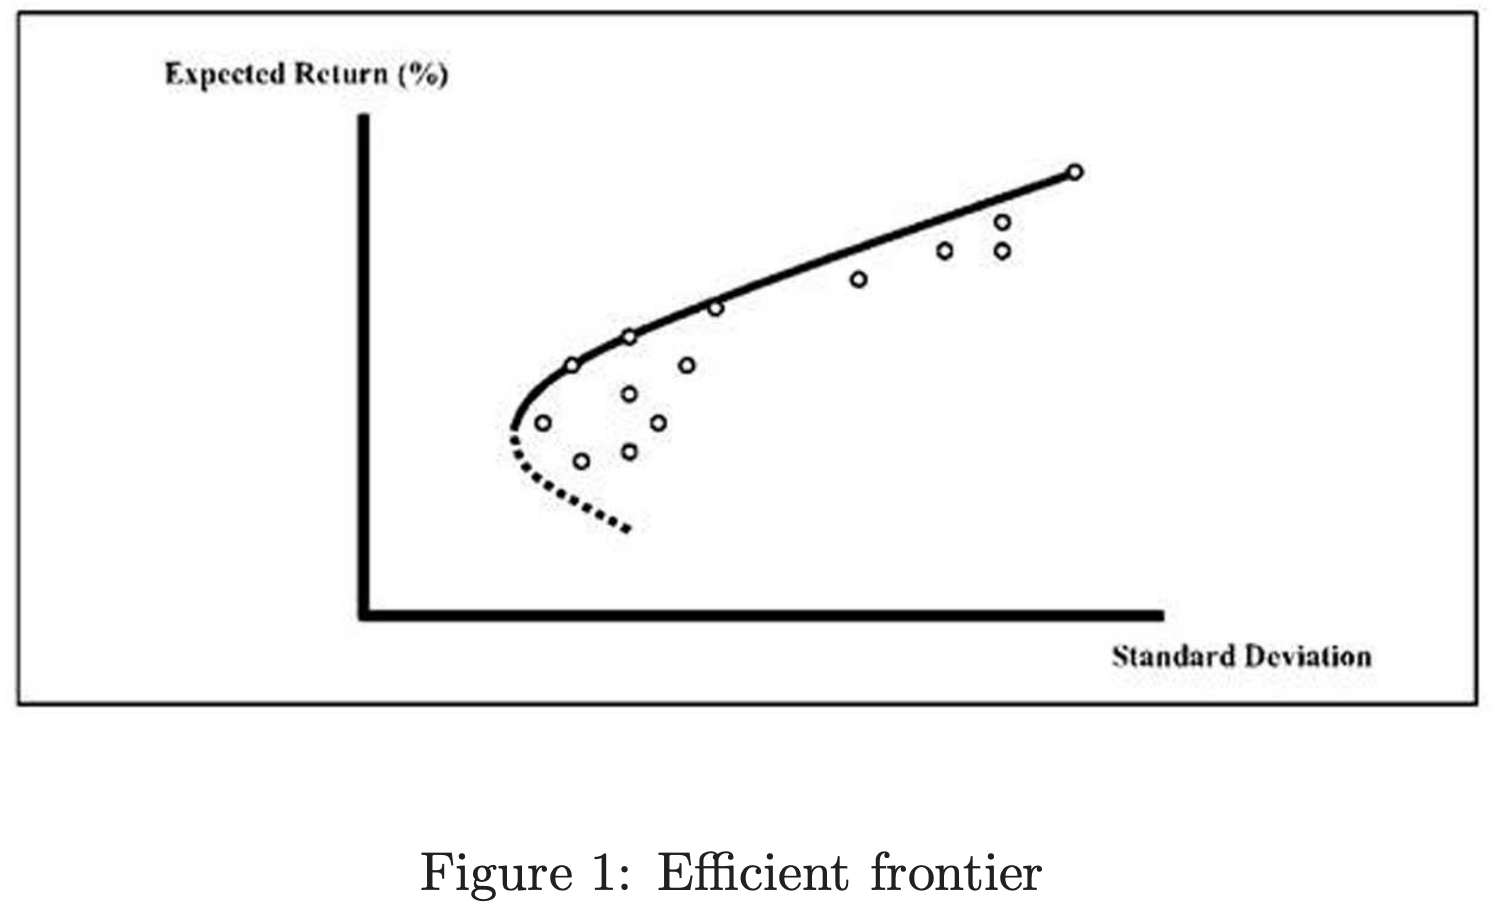 Expected Return (%)
Standard Deviation
Figure 1: Efficient frontier